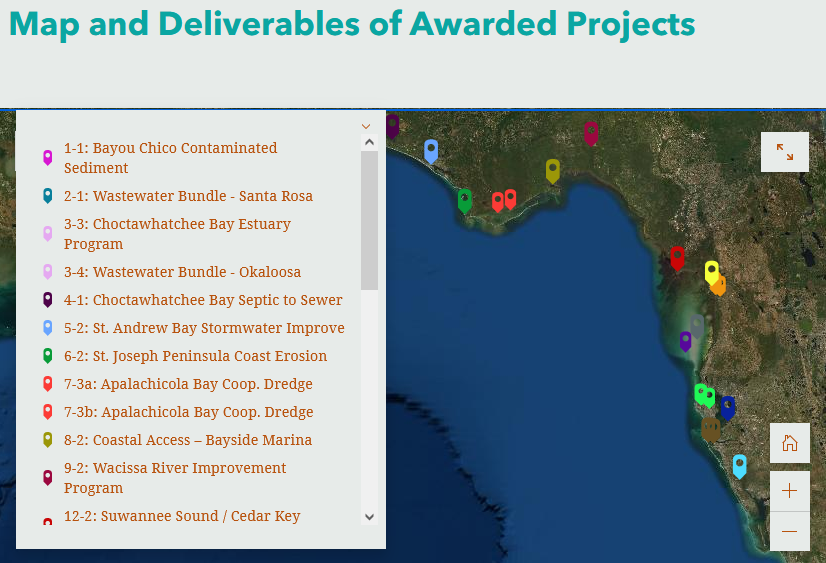 Map and Deliverables of Awarded Projects
1-1: Bayou Chico Contaminated
Sediment
2-1: Wastewater Bundle - Santa Rosa
3-3: Choctawhatchee Bay Estuary
Program
3-4: Wastewater Bundle - Okaloosa
4-1: Choctawhatchee Bay Septic to Sewer
5-2: St. Andrew Bay Stormwater Improve
6-2: St. Joseph Peninsula Coast Erosion
7-3a: Apalachicola Bay Coop. Dredge
7-3b: Apalachicola Bay Coop. Dredge
8-2: Coastal Access – Bayside Marina
9-2: Wacissa River Improvement
Program
12-2: Suwannee Sound / Cedar Key